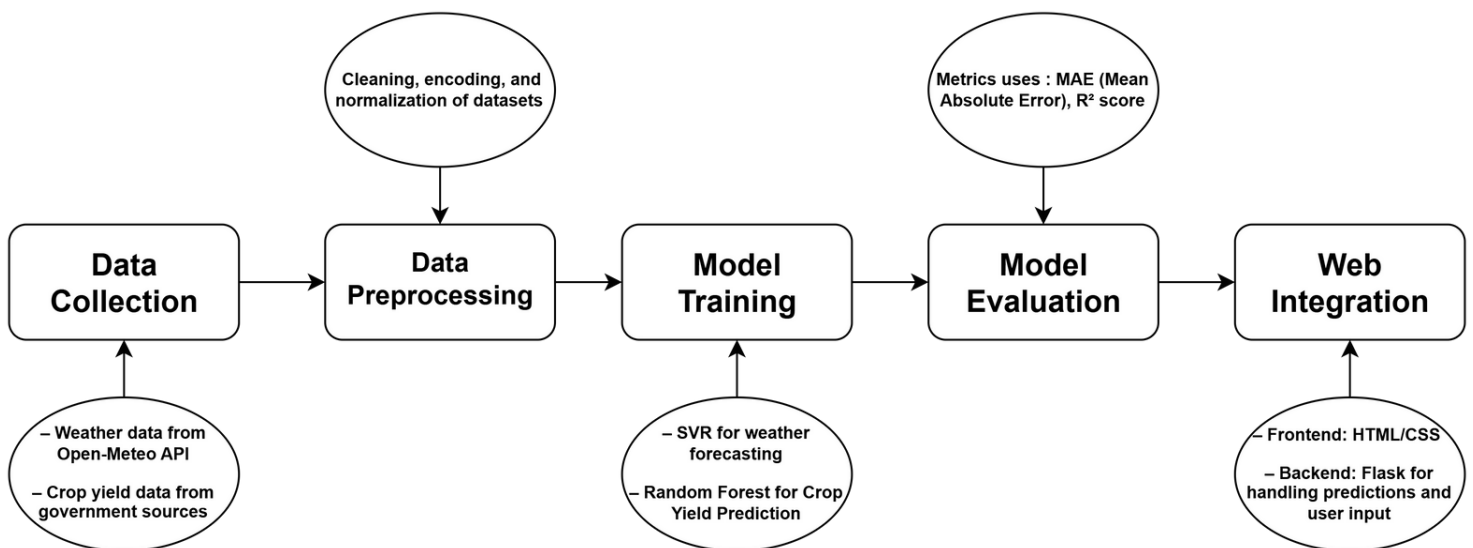 Cleaning, encoding, and
normalization of datasets
Metrics uses : MAE (Mean
Absolute Error), R² score
Data
Collection
Data
Preprocessing
Model
Training
Model
Evaluation
Web
Integration
– Weather data from
Open-Meteo API
– Crop yield data from
government sources
– SVR for weather
forecasting
– Random Forest for Crop
Yield Prediction
– Frontend: HTML/CSS
– Backend: Flask for
handling predictions and
user input